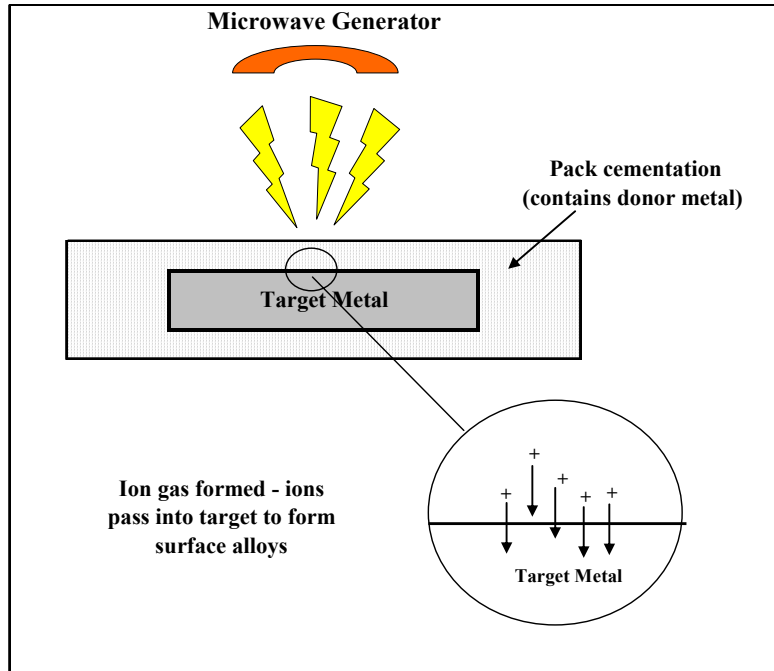 Microwave Generator
Pack cementation
(contains donor metal)
Target Metal
+
+ + + +
Ion gas formed - ions
pass into target to form
surface alloys
Target Metal